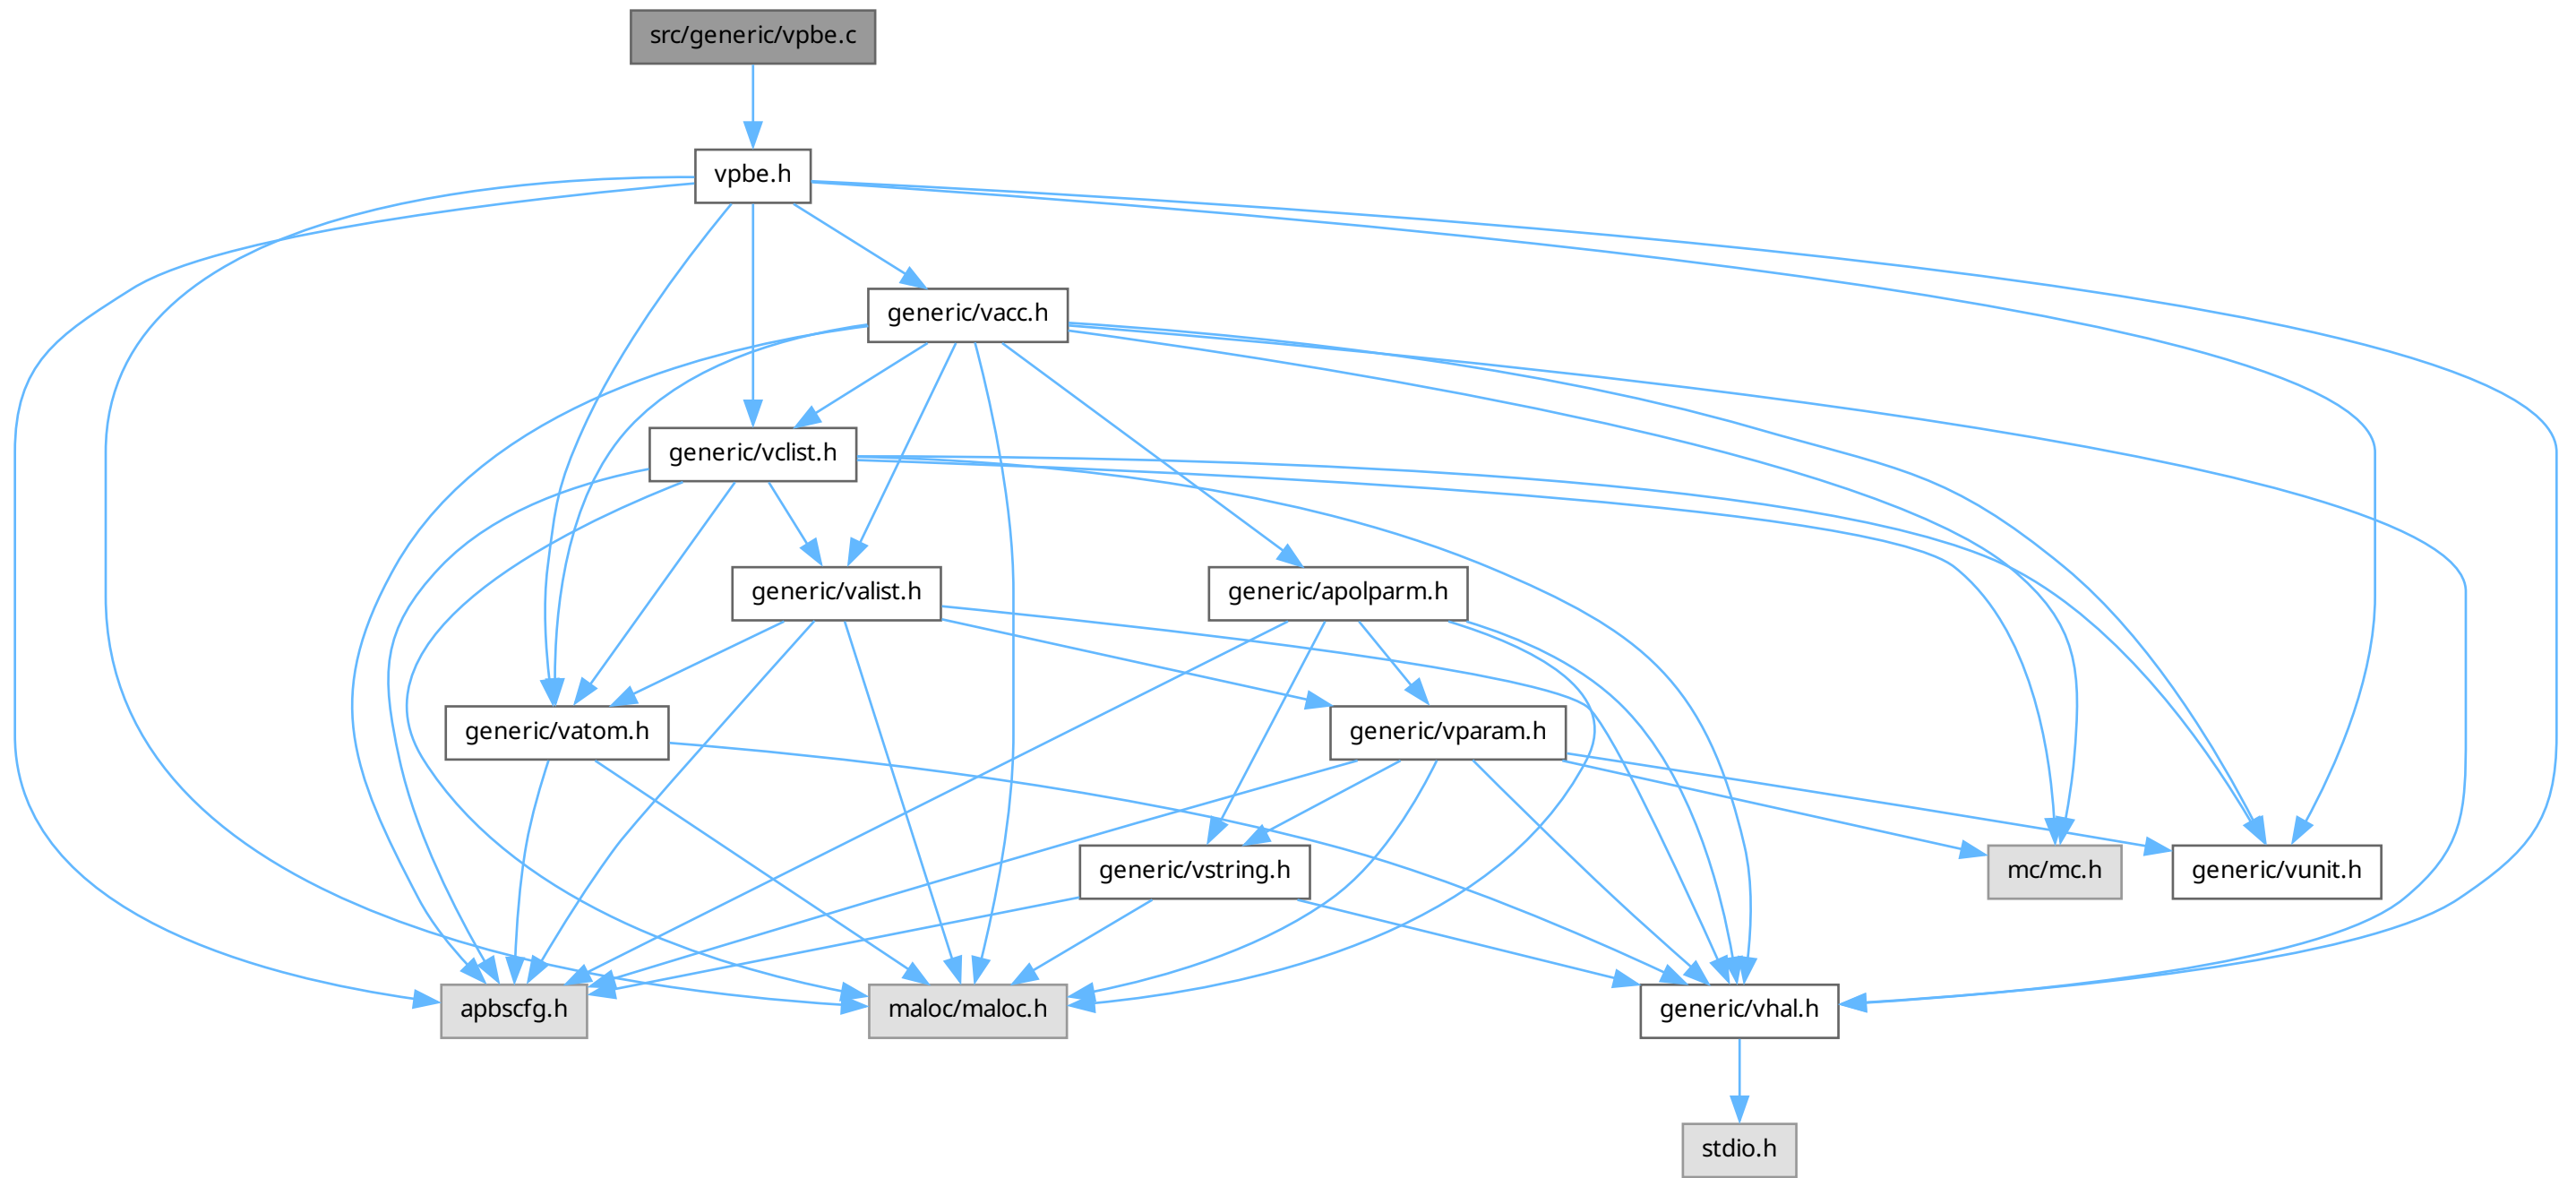 src/generic/vpbe.c
vpbe.h
generic/vacc.h
generic/vclist.h
generic/valist.h
generic/apolparm.h
generic/vatom.h
generic/vparam.h
generic/vstring.h
mc/mc.h
generic/vunit.h
apbscfg.h
maloc/maloc.h
generic/vhal.h
stdio.h